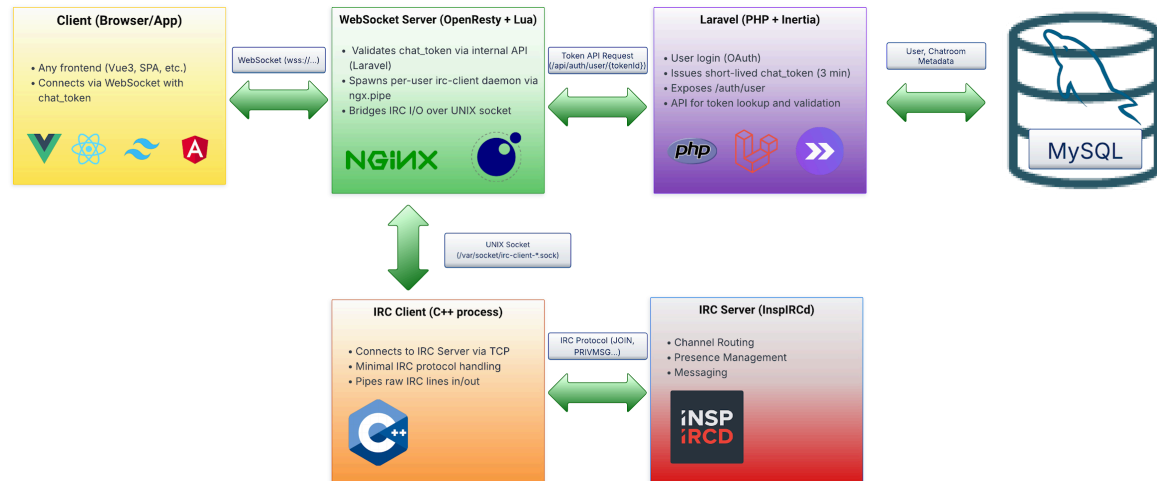 Client (Browser/App)
• Any frontend (Vue3, SPA, etc.)
• Connects via WebSocket with
chat_token
WebSocket (wss://...)
WebSocket Server (OpenResty + Lua)
• Validates chat_token via internal API
(Laravel)
• Spawns per-user irc-client daemon via
ngx.pipe
• Bridges IRC I/O over UNIX socket
NGiNX
Token API Request
(/api/auth/user/{tokenId})
Laravel (PHP + Inertia)
• User login (OAuth)
• Issues short-lived chat_token (3 min)
• Exposes /auth/user
• API for token lookup and validation
php
User, Chatroom
Metadata
MySQL
UNIX Socket
(/var/socket/irc-client-*.sock)
IRC Client (C++ process)
• Connects to IRC Server via TCP
• Minimal IRC protocol handling
• Pipes raw IRC lines in/out
C++
IRC Protocol (JOIN,
PRIVMSG...)
IRC Server (InspIRCd)
• Channel Routing
• Presence Management
• Messaging
INSP
IRCD